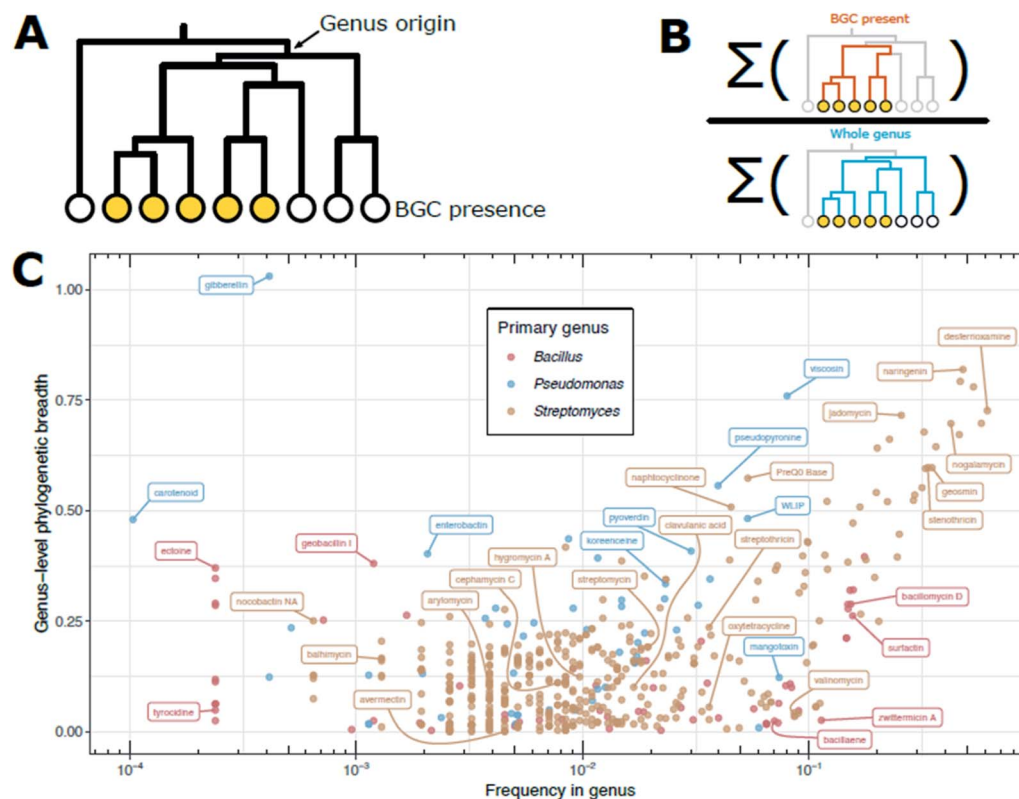 A
Genus origin
BGC presence
B
BGC present
Σ( )
Whole genus
Σ( )
C
Genus-level phylogenetic breadth
1.00
0.75
0.50
0.25
0.00
gibberellin
Primary genus
Bacillus
Pseudomonas
Streptomyces
desferrioxamine
viscosin
naringenin
jadomycin
pseudopyronine
nogalamycin
naphlocyclinone
PreQ0 Base
geosmin
carotenoid
WLIP
stenothricin
pyoverdin
clavulanic acid
enterobactin
geobacillin I
koreenceine
streptothricin
ectoine
hygromycin A
cephamycin C
streptomycin
nocobactin NA
arylomycin
bacillomycin D
oxytetracycline
surfactin
balhimycin
mangotoxin
avermectin
valinomycin
tyrocidine
zwittermicin A
bacillaene
10⁻⁴
10⁻³
10⁻²
10⁻¹
Frequency in genus